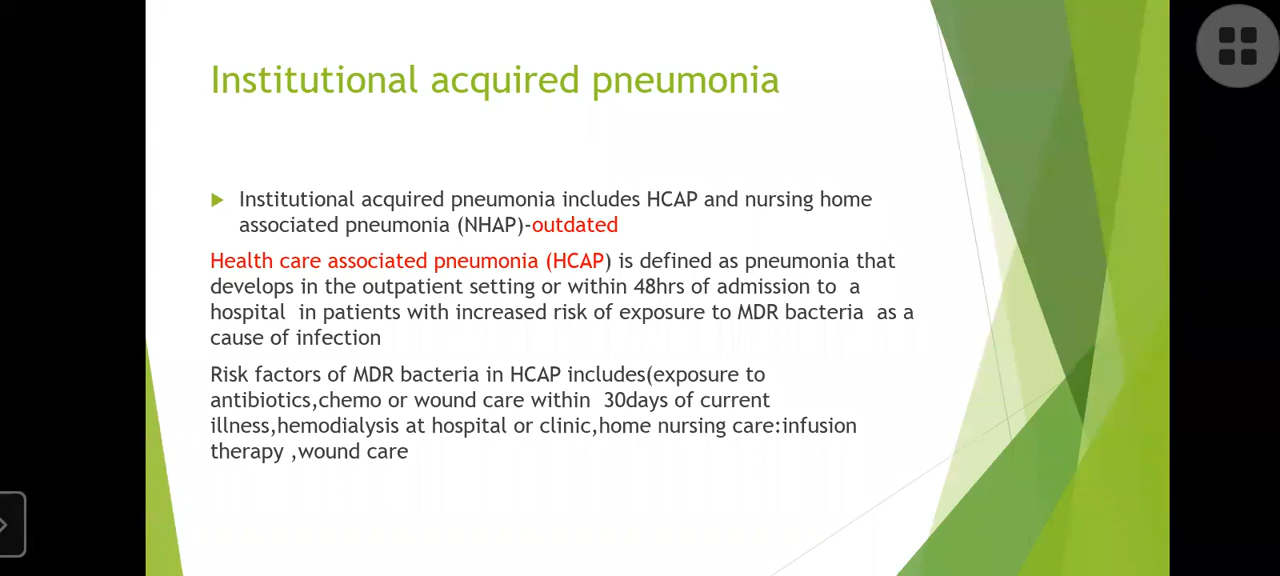 Institutional acquired pneumonia
Institutional acquired pneumonia includes HCAP and nursing home
associated pneumonia (NHAP)-outdated
Health care associated pneumonia (HCAP) is defined as pneumonia that
develops in the outpatient setting or within 48hrs of admission to  a
hospital  in patients with increased risk of exposure to MDR bacteria  as a
cause of infection
Risk factors of MDR bacteria in HCAP includes(exposure to
antibiotics,chemo or wound care within  30days of current
illness,hemodialysis at hospital or clinic,home nursing care:infusion
therapy ,wound care